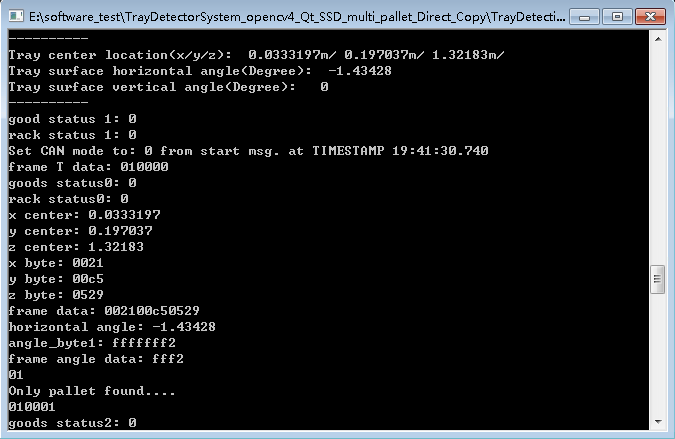 E:\software_test\TrayDetectorSystem_opencv4_Qt_SSD_multi_pallet_Direct_Copy\TrayDetecti...
----------
Tray center location(x/y/z):  0.0333197m/ 0.197037m/ 1.32183m/
Tray surface horizontal angle(Degree):  -1.43428
Tray surface vertical angle(Degree):   0
----------
good status 1: 0
rack status 1: 0
Set CAN mode to: 0 from start msg. at TIMESTAMP 19:41:30.740
frame T data: 010000
goods status0: 0
rack status0: 0
x center: 0.0333197
y center: 0.197037
z center: 1.32183
x byte: 0021
y byte: 00c5
z byte: 0529
frame data: 002100c50529
horizontal angle: -1.43428
angle_byte1: fffffff2
frame angle data: fff2
01
Only pallet found....
010001
goods status2: 0